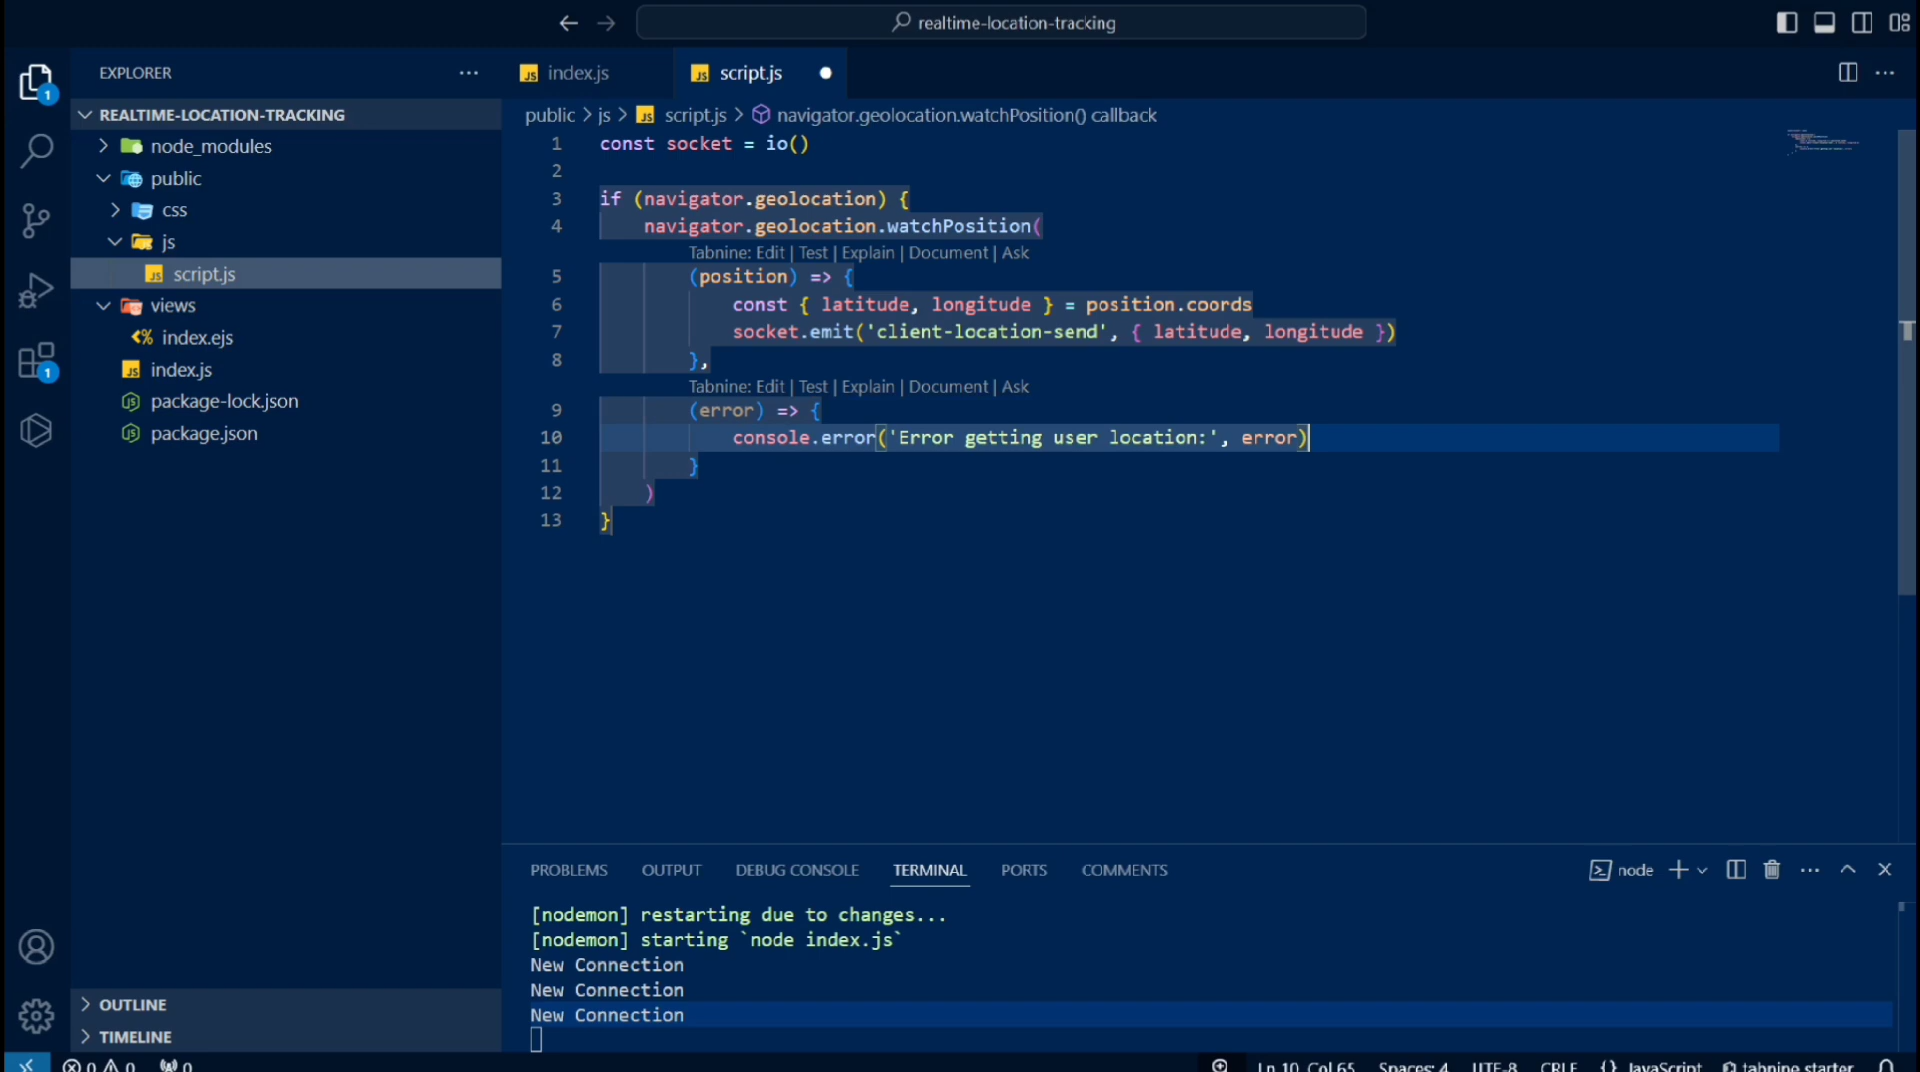 realtime-location-tracking
EXPLORER
index.js
script.js
REALTIME-LOCATION-TRACKING
public > js > script.js > navigator.geolocation.watchPosition() callback
node_modules
public
css
js
script.js
views
index.ejs
index.js
package-lock.json
package.json
1
1
1 const socket = io()
2
3 if (navigator.geolocation) {
4 navigator.geolocation.watchPosition(
Tabnine: Edit | Test | Explain | Document | Ask
5 (position) => {
6 const { latitude, longitude } = position.coords
7 socket.emit('client-location-send', { latitude, longitude })
8 },
Tabnine: Edit | Test | Explain | Document | Ask
9 (error) => {
10 console.error('Error getting user location:', error)
11 }
12 )
13 }
PROBLEMS OUTPUT DEBUG CONSOLE TERMINAL PORTS COMMENTS
node
[nodemon] restarting due to changes...
[nodemon] starting `node index.js`
New Connection
New Connection
New Connection
OUTLINE
TIMELINE
0 0 0
Ln 10, Col 65 Spaces: 4 UTF-8 CRLF {} JavaScript tabnine starter